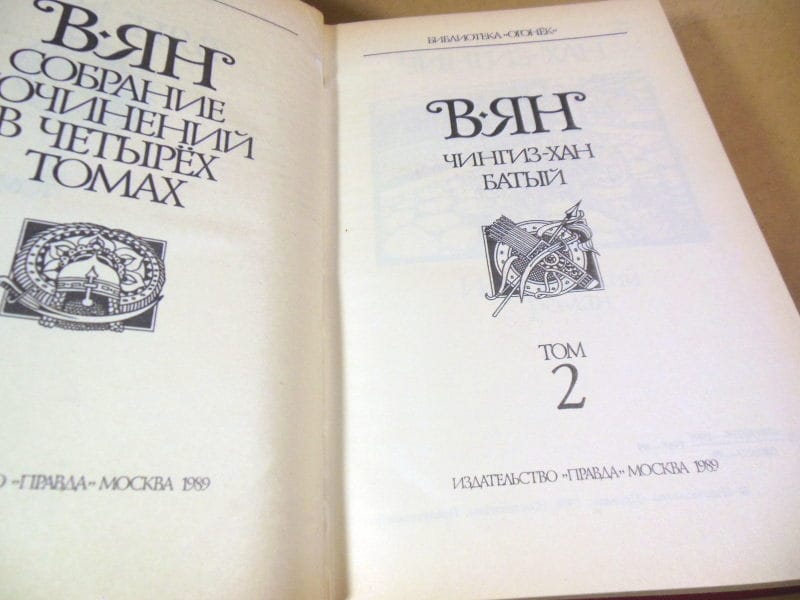 В·ЯН
СОБРАНИЕ
СОЧИНЕНИЙ
В ЧЕТЫРЁХ
ТОМАХ
"ПРАВДА" МОСКВА 1989
БИБЛИОТЕКА "ОГОНЁК"
В·ЯН
ЧИНГИЗ-ХАН
БАТЫЙ
ТОМ
2
ИЗДАТЕЛЬСТВО "ПРАВДА" МОСКВА 1989